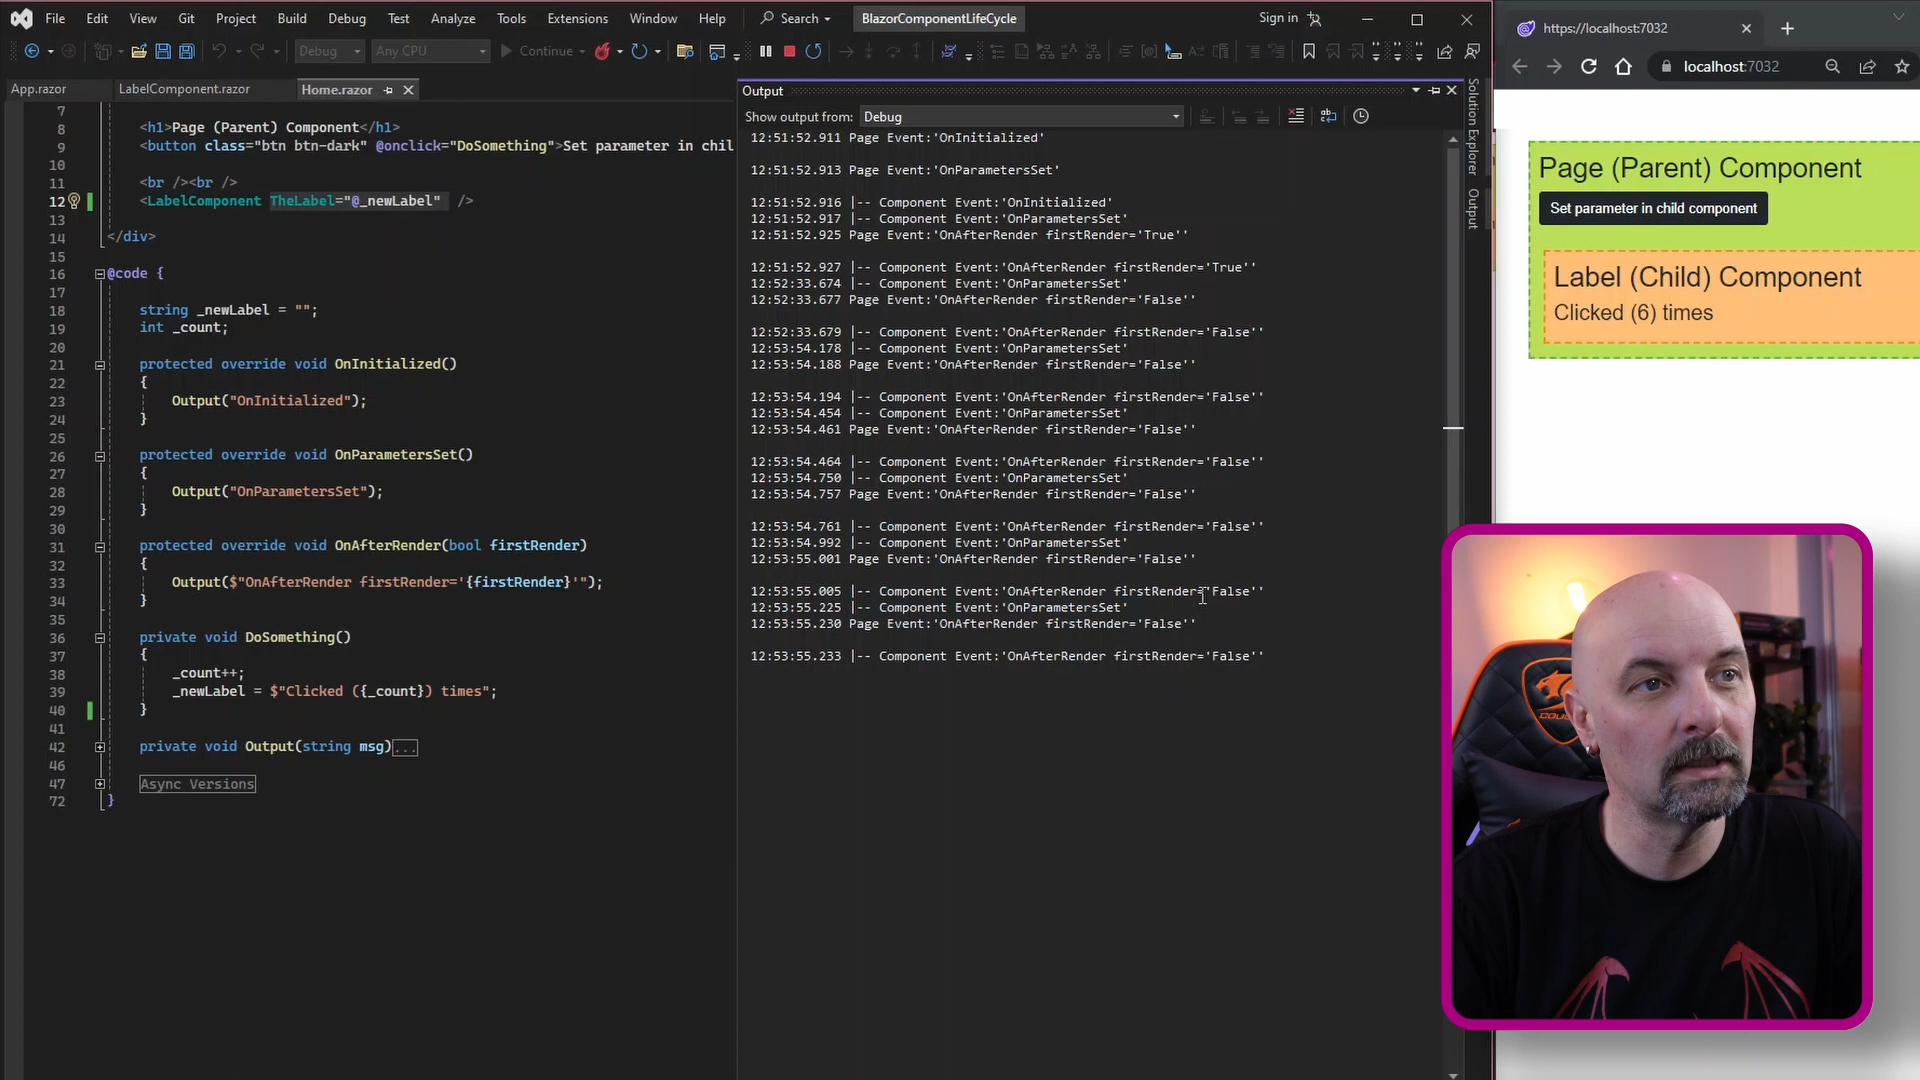 File Edit View Git Project Build Debug Test Analyze Tools Extensions Window Help Search BlazorComponentLifeCycle Sign in
Debug Any CPU Continue
App.razor LabelComponent.razor Home.razor
7
8 <h1>Page (Parent) Component</h1>
9 <button class="btn btn-dark" @onclick="DoSomething">Set parameter in chil
10
11 <br /><br />
12 <LabelComponent TheLabel="@_newLabel" />
13
14 </div>
15
16 @code {
17
18 string _newLabel = "";
19 int _count;
20
21 protected override void OnInitialized()
22 {
23 Output("OnInitialized");
24 }
25
26 protected override void OnParametersSet()
27 {
28 Output("OnParametersSet");
29 }
30
31 protected override void OnAfterRender(bool firstRender)
32 {
33 Output($"OnAfterRender firstRender='{firstRender}'");
34 }
35
36 private void DoSomething()
37 {
38 _count++;
39 _newLabel = $"Clicked ({_count}) times";
40 }
41
42 private void Output(string msg)...
46
47 Async Versions
72 }
Output
Show output from: Debug
12:51:52.911 Page Event:'OnInitialized'
12:51:52.913 Page Event:'OnParametersSet'
12:51:52.916 |-- Component Event:'OnInitialized'
12:51:52.917 |-- Component Event:'OnParametersSet'
12:51:52.925 Page Event:'OnAfterRender firstRender='True''
12:51:52.927 |-- Component Event:'OnAfterRender firstRender='True''
12:52:33.674 |-- Component Event:'OnParametersSet'
12:52:33.677 Page Event:'OnAfterRender firstRender='False''
12:52:33.679 |-- Component Event:'OnAfterRender firstRender='False''
12:53:54.178 |-- Component Event:'OnParametersSet'
12:53:54.188 Page Event:'OnAfterRender firstRender='False''
12:53:54.194 |-- Component Event:'OnAfterRender firstRender='False''
12:53:54.454 |-- Component Event:'OnParametersSet'
12:53:54.461 Page Event:'OnAfterRender firstRender='False''
12:53:54.464 |-- Component Event:'OnAfterRender firstRender='False''
12:53:54.750 |-- Component Event:'OnParametersSet'
12:53:54.757 Page Event:'OnAfterRender firstRender='False''
12:53:54.761 |-- Component Event:'OnAfterRender firstRender='False''
12:53:54.992 |-- Component Event:'OnParametersSet'
12:53:55.001 Page Event:'OnAfterRender firstRender='False''
12:53:55.005 |-- Component Event:'OnAfterRender firstRender='False''
12:53:55.225 |-- Component Event:'OnParametersSet'
12:53:55.230 Page Event:'OnAfterRender firstRender='False''
12:53:55.233 |-- Component Event:'OnAfterRender firstRender='False''
Solution Explorer
Output
https://localhost:7032
localhost:7032
Page (Parent) Component
Set parameter in child component
Label (Child) Component
Clicked (6) times